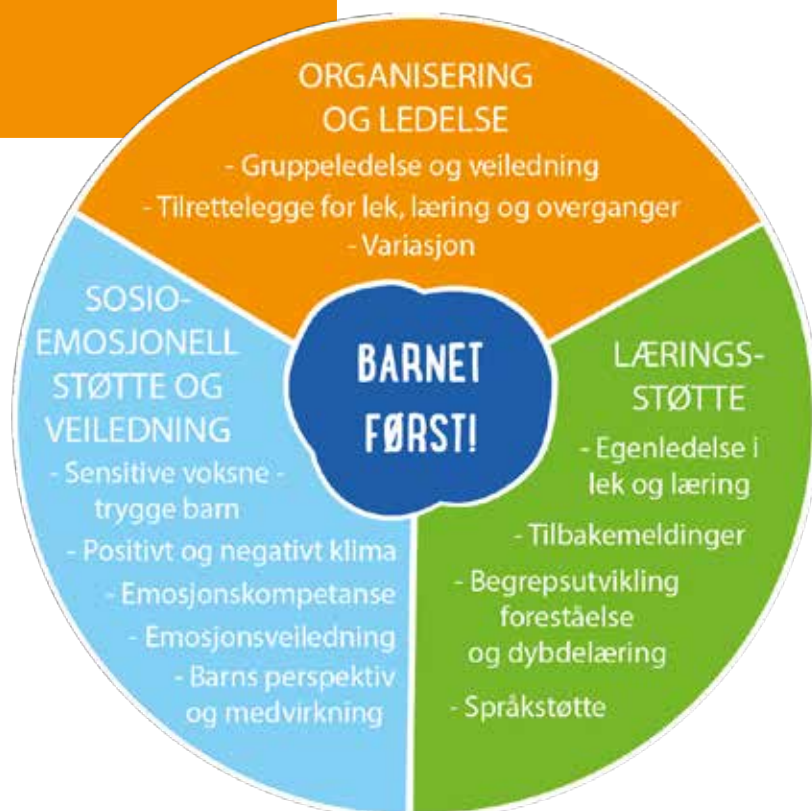 ORGANISERING
OG LEDELSE
- Gruppeledelse og veiledning
- Tilrettelegge for lek, læring og overganger
- Variasjon
SOSIO-
EMOSJONELL
STØTTE OG
VEILEDNING
- Sensitive voksne -
trygge barn
- Positivt og negativt klima
- Emosjonskompetanse
- Emosjonsveiledning
- Barns perspektiv
og medvirkning
BARNET
FØRST!
LÆRINGS-
STØTTE
- Egenledelse i
lek og læring
- Tilbakemeldinger
- Begrepsutvikling
foreståelse
og dybdelæring
- Språkstøtte